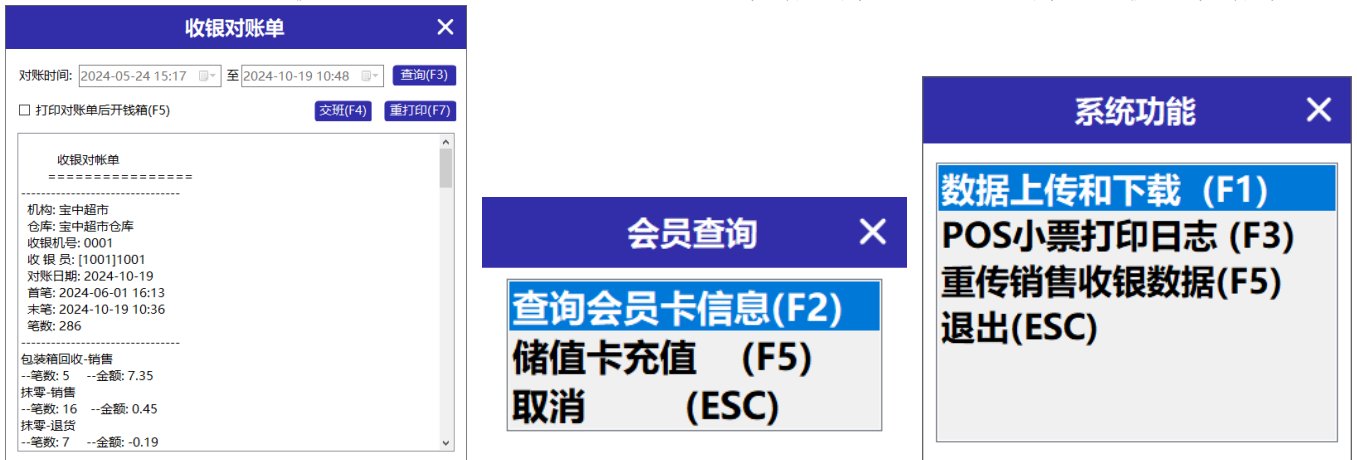 收银对账单
对账时间: 2024-05-24 15:17 至 2024-10-19 10:48 查询(F3)
打印对账单后开钱箱(F5) 交班(F4) 重打印(F7)
收银对帐单
================
------------------------------
机构: 宝中超市
仓库: 宝中超市仓库
收银机号: 0001
收 银 员: [1001]1001
对账日期: 2024-10-19
首笔: 2024-06-01 16:13
末笔: 2024-10-19 10:36
笔数: 286
------------------------------
包装箱回收-销售
--笔数: 5 --金额: 7.35
抹零-销售
--笔数: 16 --金额: 0.45
抹零-退货
--笔数: 7 --金额: -0.19
会员查询
查询会员卡信息(F2)
储值卡充值 (F5)
取消 (ESC)
系统功能
数据上传和下载 (F1)
POS小票打印日志 (F3)
重传销售收银数据(F5)
退出(ESC)